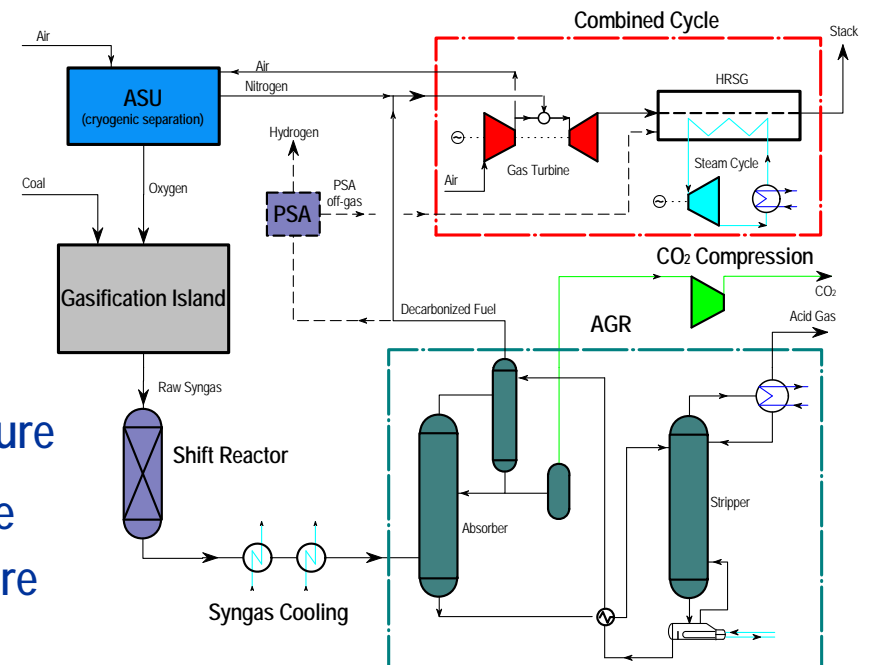 Combined Cycle
Stack
Air
Air
Nitrogen
HRSG
ASU
(cryogenic separation)
Hydrogen
PSA
off-gas
Gas Turbine
Steam Cycle
Air
Coal
Oxygen
PSA
CO₂ Compression
CO₂
Gasification Island
Decarbonized Fuel
AGR
Acid Gas
Raw Syngas
ure
Shift Reactor
Stripper
e
Absorber
re
Syngas Cooling